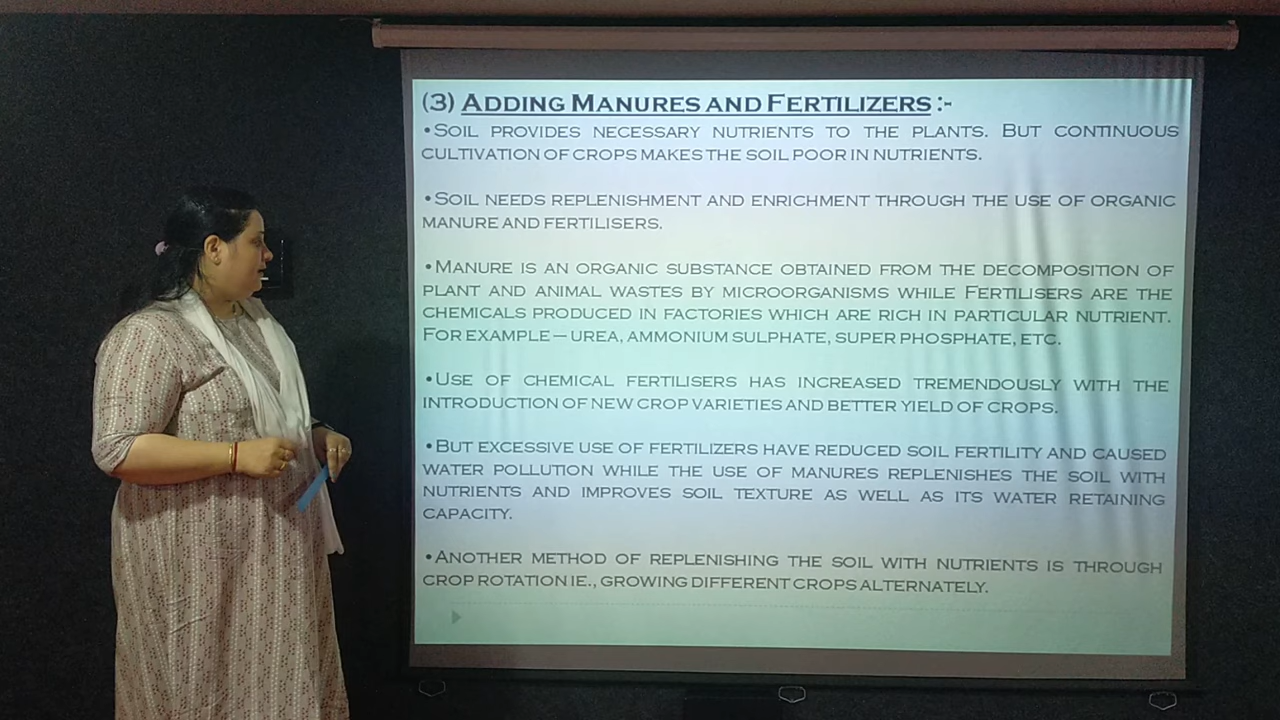 (3) ADDING MANURES AND FERTILIZERS :-
•SOIL PROVIDES NECESSARY NUTRIENTS TO THE PLANTS. BUT CONTINUOUS
CULTIVATION OF CROPS MAKES THE SOIL POOR IN NUTRIENTS.
•SOIL NEEDS REPLENISHMENT AND ENRICHMENT THROUGH THE USE OF ORGANIC
MANURE AND FERTILISERS.
•MANURE IS AN ORGANIC SUBSTANCE OBTAINED FROM THE DECOMPOSITION OF
PLANT AND ANIMAL WASTES BY MICROORGANISMS WHILE FERTILISERS ARE THE
CHEMICALS PRODUCED IN FACTORIES WHICH ARE RICH IN PARTICULAR NUTRIENT.
FOR EXAMPLE – UREA, AMMONIUM SULPHATE, SUPER PHOSPHATE, ETC.
•USE OF CHEMICAL FERTILISERS HAS INCREASED TREMENDOUSLY WITH THE
INTRODUCTION OF NEW CROP VARIETIES AND BETTER YIELD OF CROPS.
•BUT EXCESSIVE USE OF FERTILIZERS HAVE REDUCED SOIL FERTILITY AND CAUSED
WATER POLLUTION WHILE THE USE OF MANURES REPLENISHES THE SOIL WITH
NUTRIENTS AND IMPROVES SOIL TEXTURE AS WELL AS ITS WATER RETAINING
CAPACITY.
•ANOTHER METHOD OF REPLENISHING THE SOIL WITH NUTRIENTS IS THROUGH
CROP ROTATION IE., GROWING DIFFERENT CROPS ALTERNATELY.